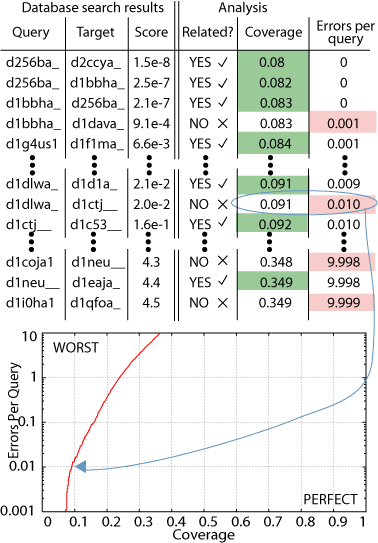 Database search results Analysis
Query Target Score Related? Coverage Errors per query
d256ba_ d2ccya_ 1.5e-8 YES ✓ 0.08 0
d256ba_ d1bbha_ 2.5e-7 YES ✓ 0.082 0
d1bbha_ d256ba_ 2.1e-7 YES ✓ 0.083 0
d1bbha_ d1dava_ 9.1e-4 NO ✕ 0.083 0.001
d1g4us1 d1f1ma_ 6.6e-3 YES ✓ 0.084 0.001
d1dlwa_ d1d1a_ 2.1e-2 YES ✓ 0.091 0.009
d1dlwa_ d1ctj__ 2.0e-2 NO ✕ 0.091 0.010
d1ctj__ d1c53__ 1.6e-1 YES ✓ 0.092 0.010
d1coja1 d1neu__ 4.3 NO ✕ 0.348 9.998
d1neu__ d1eaja_ 4.4 YES ✓ 0.349 9.998
d1i0ha1 d1qfoa_ 4.5 NO ✕ 0.349 9.999
10
WORST
1
0.1
0.01
0.001
Errors Per Query
PERFECT
0 0.1 0.2 0.3 0.4 0.5 0.6 0.7 0.8 0.9 1
Coverage